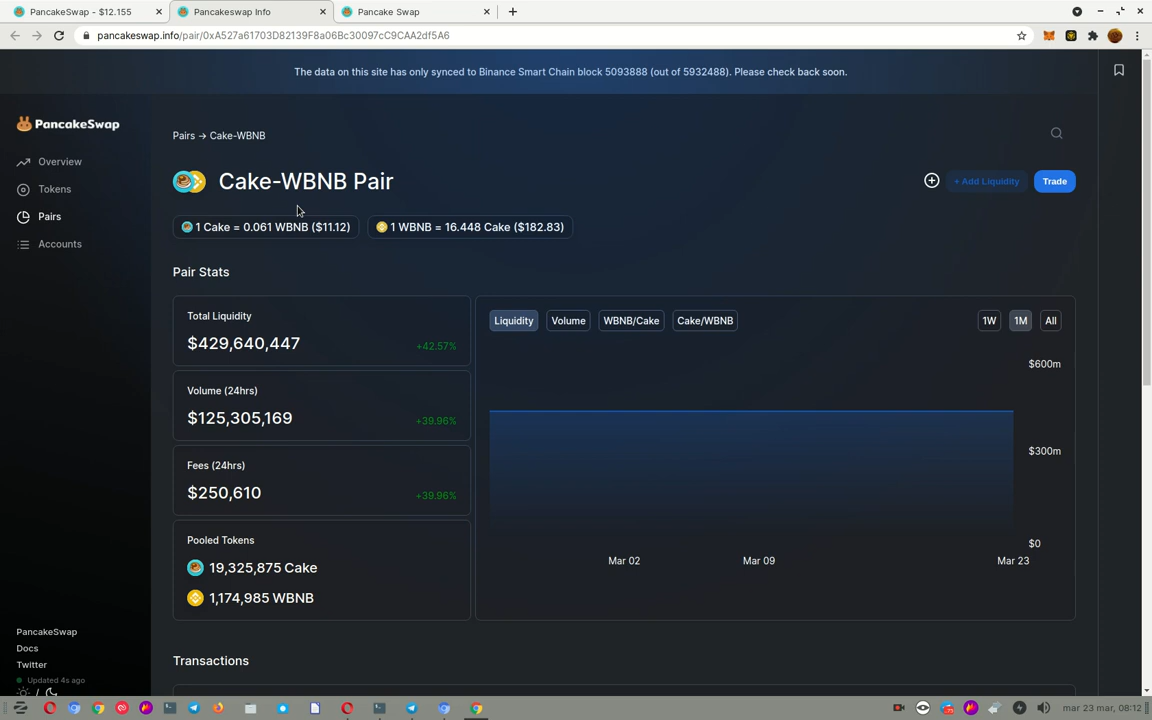 PancakeSwap - $12.155
Pancakeswap Info
Pancake Swap
pancakeswap.info/pair/0xA527a61703D82139F8a06Bc30097cC9CAA2df5A6
The data on this site has only synced to Binance Smart Chain block 5093888 (out of 5932488). Please check back soon.
PancakeSwap
Overview
Tokens
Pairs
Accounts
Pairs → Cake-WBNB
Cake-WBNB Pair
+ Add Liquidity
Trade
1 Cake = 0.061 WBNB ($11.12)
1 WBNB = 16.448 Cake ($182.83)
Pair Stats
Total Liquidity
$429,640,447
+42.57%
Volume (24hrs)
$125,305,169
+39.96%
Fees (24hrs)
$250,610
+39.96%
Pooled Tokens
19,325,875 Cake
1,174,985 WBNB
Liquidity
Volume
WBNB/Cake
Cake/WBNB
1W
1M
All
$600m
$300m
$0
Mar 02
Mar 09
Mar 23
Transactions
PancakeSwap
Docs
Twitter
Updated 4s ago
/
mar 23 mar, 08:12